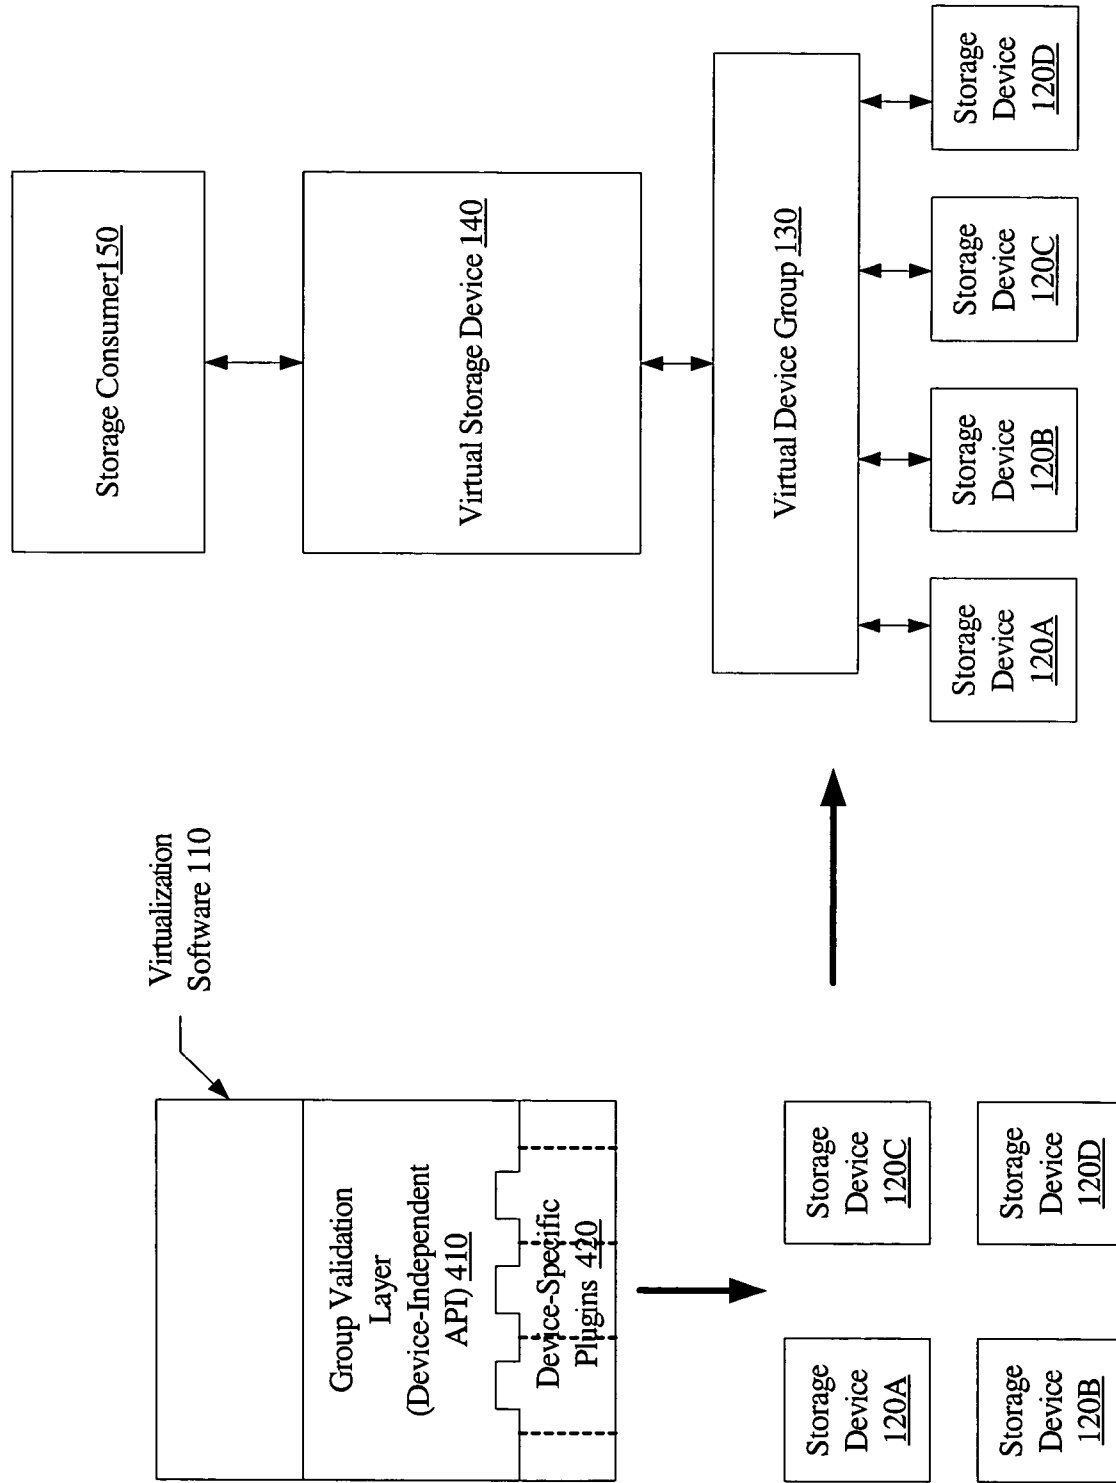 Virtualization
Software 110
Group Validation
Layer
(Device-Independent
API) 410
Device-Specific
Plugins 420
Storage
Device
120A
Storage
Device
120C
Storage
Device
120B
Storage
Device
120D
Storage Consumer150
Virtual Storage Device 140
Virtual Device Group 130
Storage
Device
120A
Storage
Device
120B
Storage
Device
120C
Storage
Device
120D